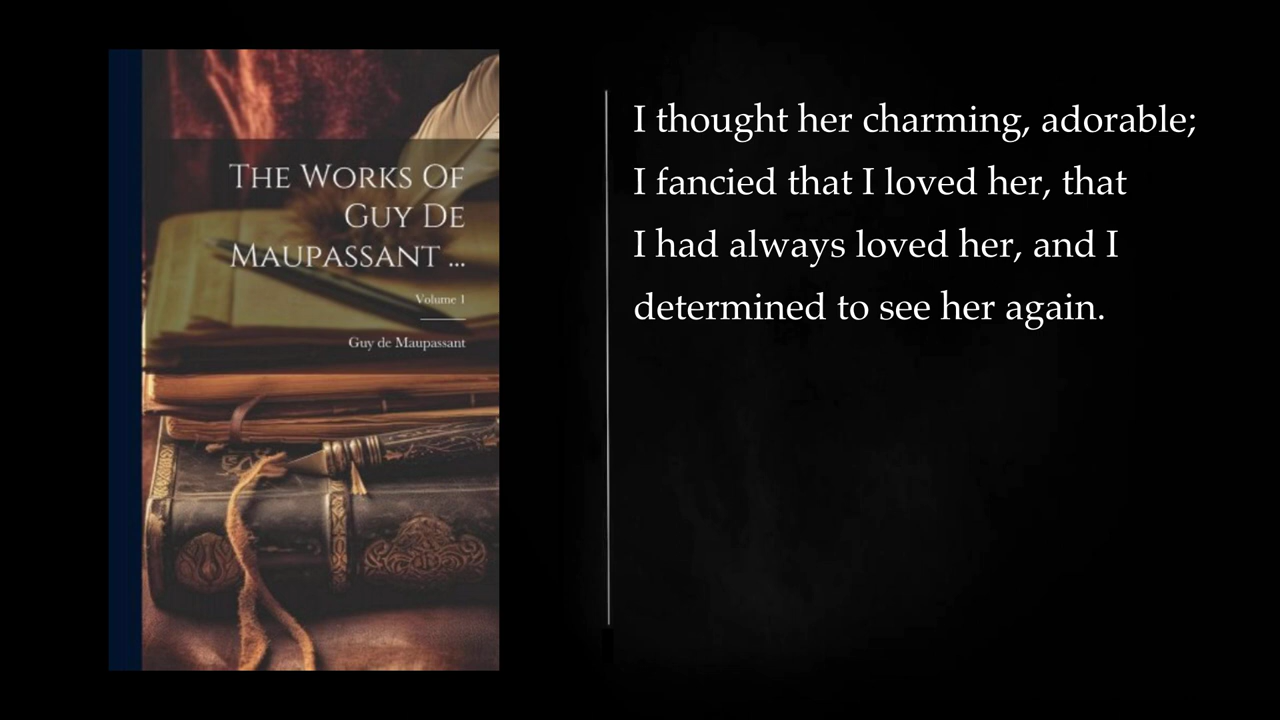 THE WORKS OF
GUY DE
MAUPASSANT ...
Volume 1
Guy de Maupassant
I thought her charming, adorable;
I fancied that I loved her, that
I had always loved her, and I
determined to see her again.